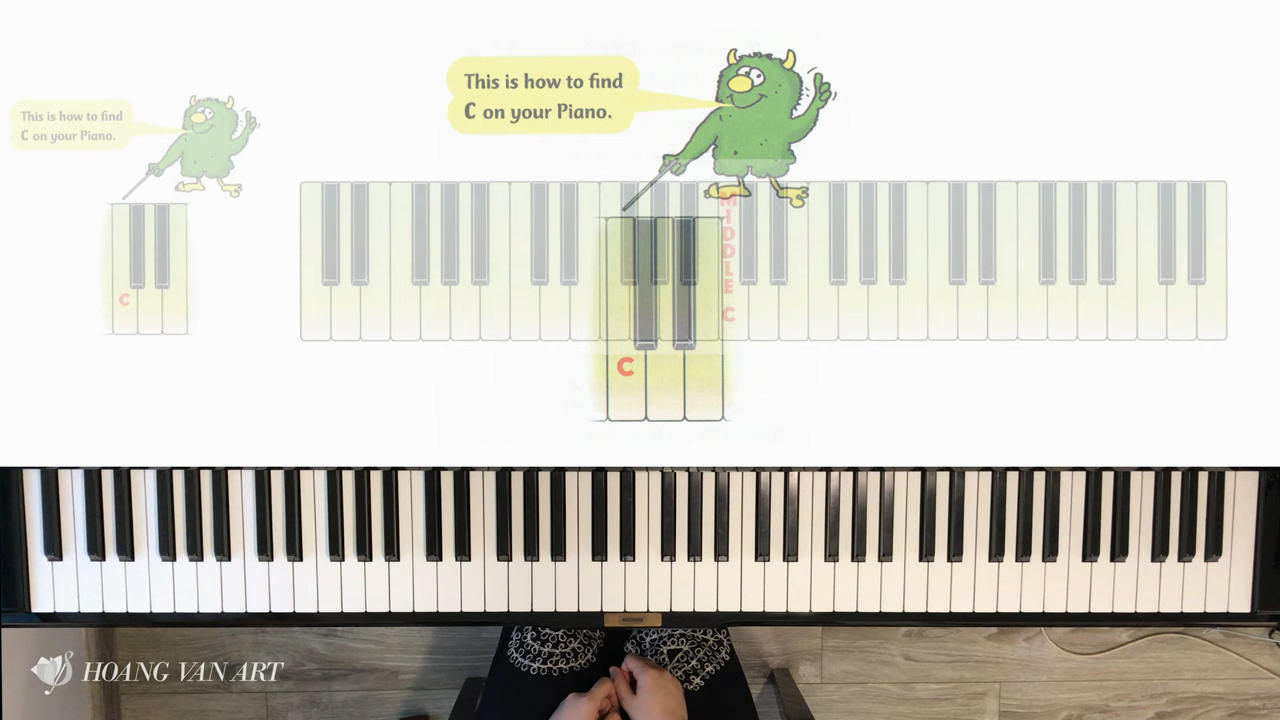 This is how to find
C on your Piano.
This is how to find
C on your Piano.
MIDDLE C
C
C
HOANG VAN ART